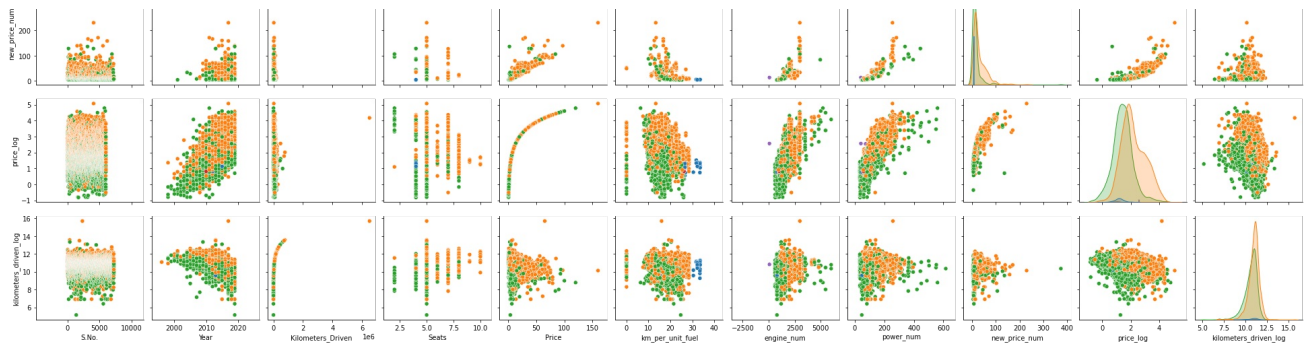 new_price_num
200
100
0
price_log
5
4
3
2
1
0
−1
kilometers_driven_log
16
14
12
10
8
6
0 5000 10000
2000 2010 2020
0 2 4 6
1e6
2.5 5.0 7.5 10.0
0 50 100 150
0 10 20 30 40
−2500 0 2500 5000
0 200 400 600
0 100 200 300 400
0 2 4
5.0 7.5 10.0 12.5 15.0
S.No. Year Kilometers_Driven Seats Price km_per_unit_fuel engine_num power_num new_price_num price_log kilometers_driven_log